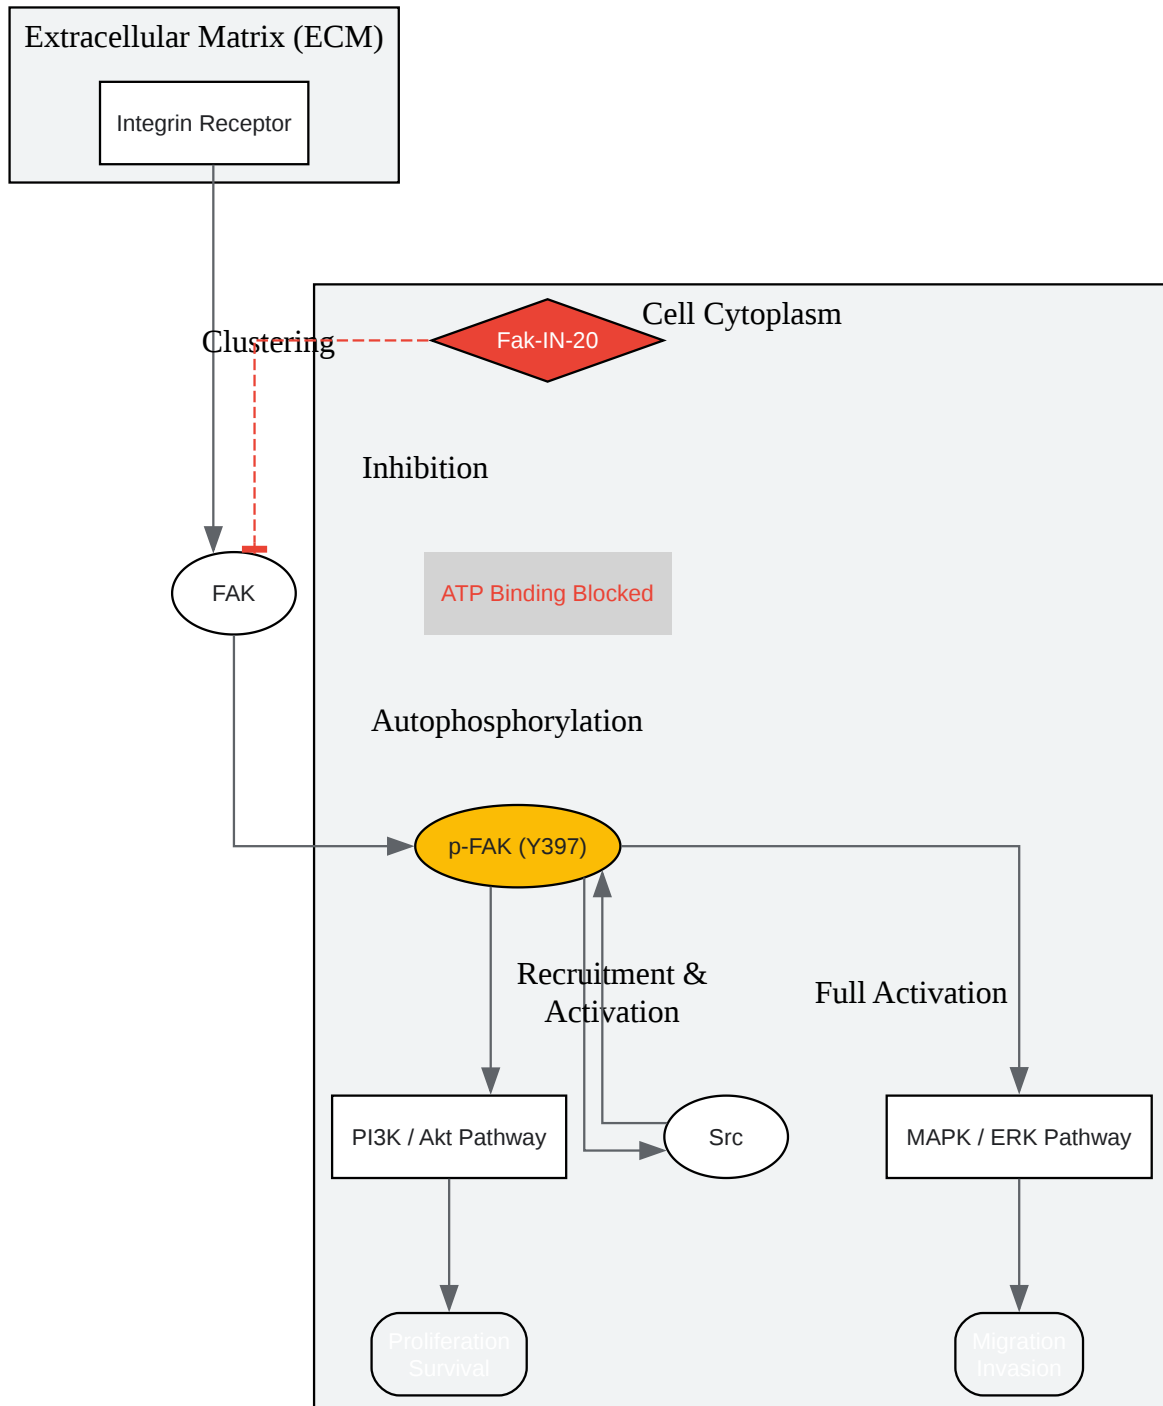 Extracellular Matrix (ECM)
Integrin Receptor
Cell Cytoplasm
Clustering
Fak-IN-20
Inhibition
FAK
ATP Binding Blocked
Autophosphorylation
p-FAK (Y397)
Recruitment &
Activation
Full Activation
PI3K / Akt Pathway
Src
MAPK / ERK Pathway
Proliferation
Survival
Migration
Invasion